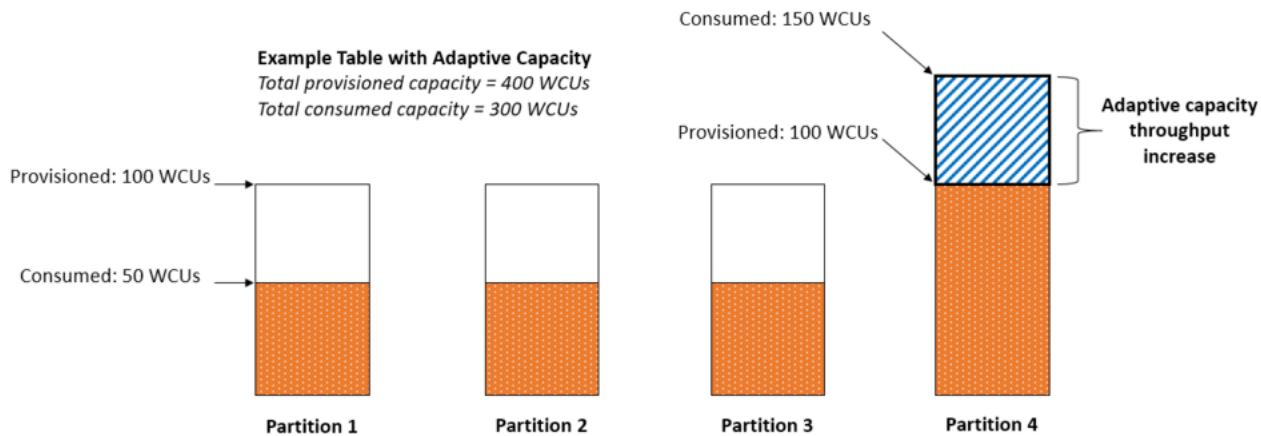 Consumed: 150 WCUs
Example Table with Adaptive Capacity
Total provisioned capacity = 400 WCUs
Total consumed capacity = 300 WCUs
Adaptive capacity
throughput
increase
Provisioned: 100 WCUs
Provisioned: 100 WCUs
Consumed: 50 WCUs
Partition 1
Partition 2
Partition 3
Partition 4